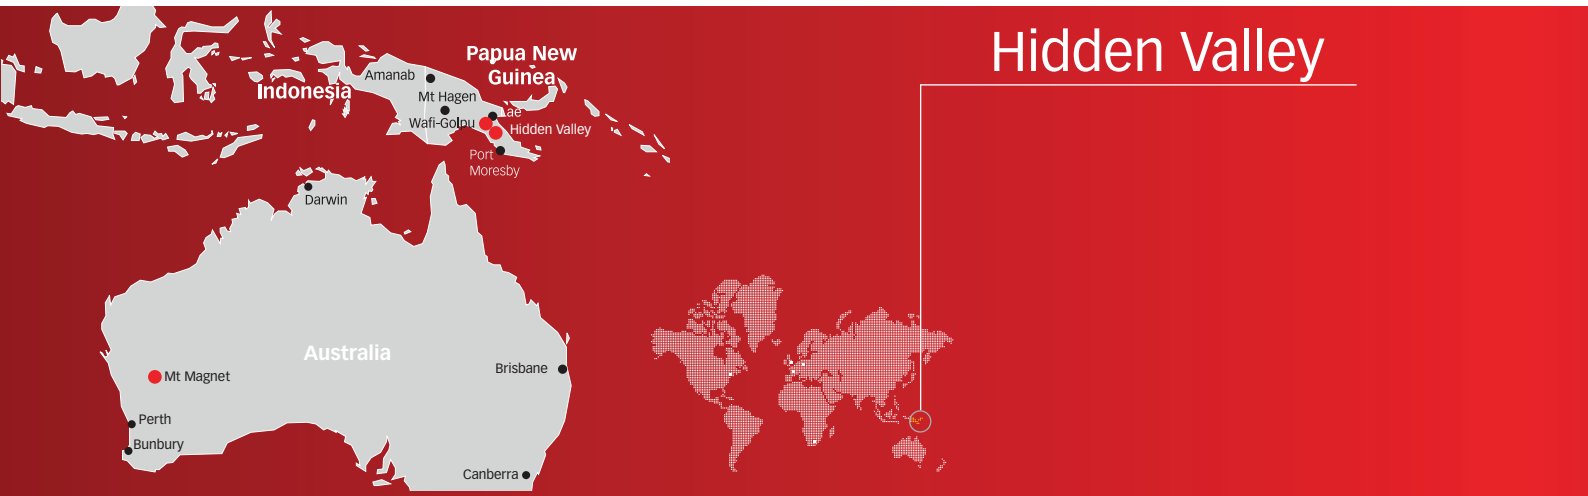 Hidden Valley
Papua New
Guinea
Amanab
Indonesia
Mt Hagen
Lae
Wafi-Golpu
Hidden Valley
Port
Moresby
Darwin
Australia
Brisbane
Mt Magnet
Perth
Bunbury
Canberra